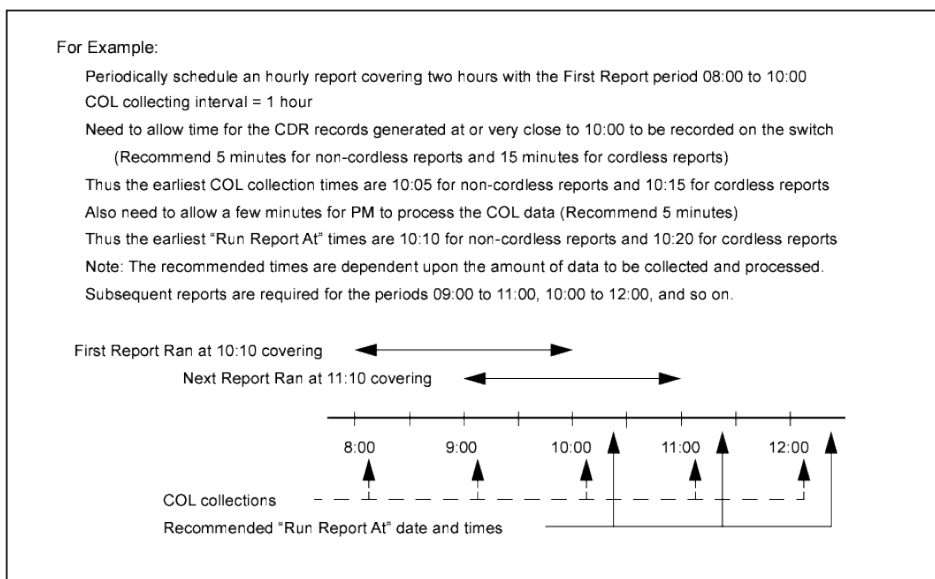 For Example:
Periodically schedule an hourly report covering two hours with the First Report period 08:00 to 10:00
COL collecting interval = 1 hour
Need to allow time for the CDR records generated at or very close to 10:00 to be recorded on the switch
(Recommend 5 minutes for non-cordless reports and 15 minutes for cordless reports)
Thus the earliest COL collection times are 10:05 for non-cordless reports and 10:15 for cordless reports
Also need to allow a few minutes for PM to process the COL data (Recommend 5 minutes)
Thus the earliest “Run Report At” times are 10:10 for non-cordless reports and 10:20 for cordless reports
Note: The recommended times are dependent upon the amount of data to be collected and processed.
Subsequent reports are required for the periods 09:00 to 11:00, 10:00 to 12:00, and so on.
First Report Ran at 10:10 covering
Next Report Ran at 11:10 covering
8:00 9:00 10:00 11:00 12:00
COL collections
Recommended “Run Report At” date and times